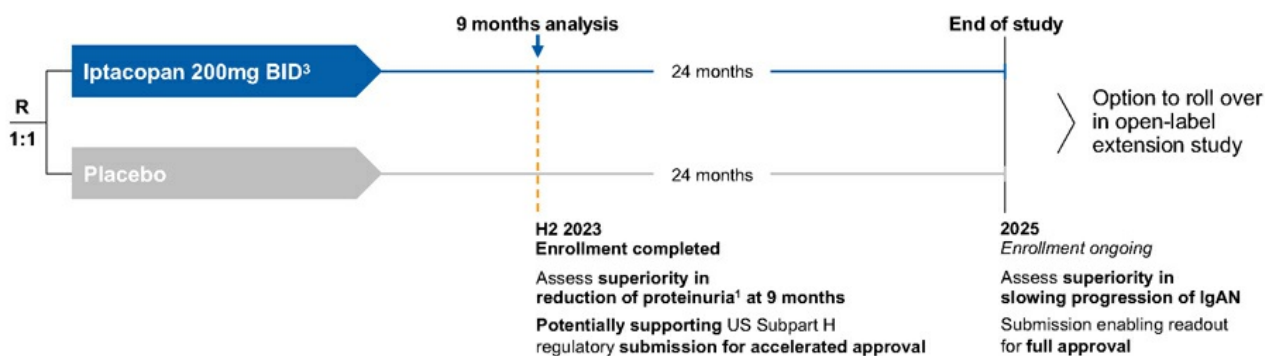 9 months analysis
End of study
Iptacopan 200mg BID³
24 months
R
1:1
Option to roll over
in open-label
extension study
Placebo
24 months
H2 2023
Enrollment completed
Assess superiority in
reduction of proteinuria¹ at 9 months
Potentially supporting US Subpart H
regulatory submission for accelerated approval
2025
Enrollment ongoing
Assess superiority in
slowing progression of IgAN
Submission enabling readout
for full approval